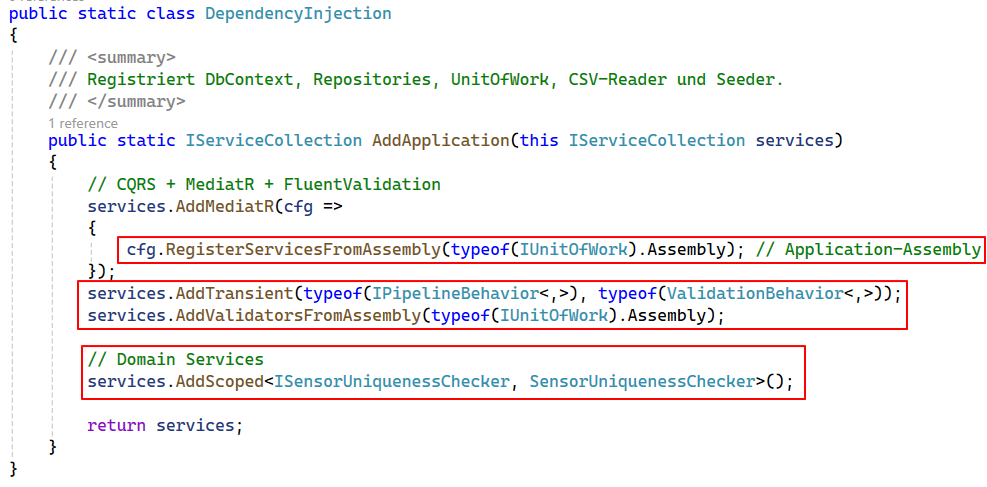 public static class DependencyInjection
{
/// <summary>
/// Registriert DbContext, Repositories, UnitOfWork, CSV-Reader und Seeder.
/// </summary>
1 reference
public static IServiceCollection AddApplication(this IServiceCollection services)
{
// CQRS + MediatR + FluentValidation
services.AddMediatR(cfg =>
{
cfg.RegisterServicesFromAssembly(typeof(IUnitOfWork).Assembly); // Application-Assembly
});
services.AddTransient(typeof(IPipelineBehavior<,>), typeof(ValidationBehavior<,>));
services.AddValidatorsFromAssembly(typeof(IUnitOfWork).Assembly);
// Domain Services
services.AddScoped<ISensorUniquenessChecker, SensorUniquenessChecker>();
return services;
}
}